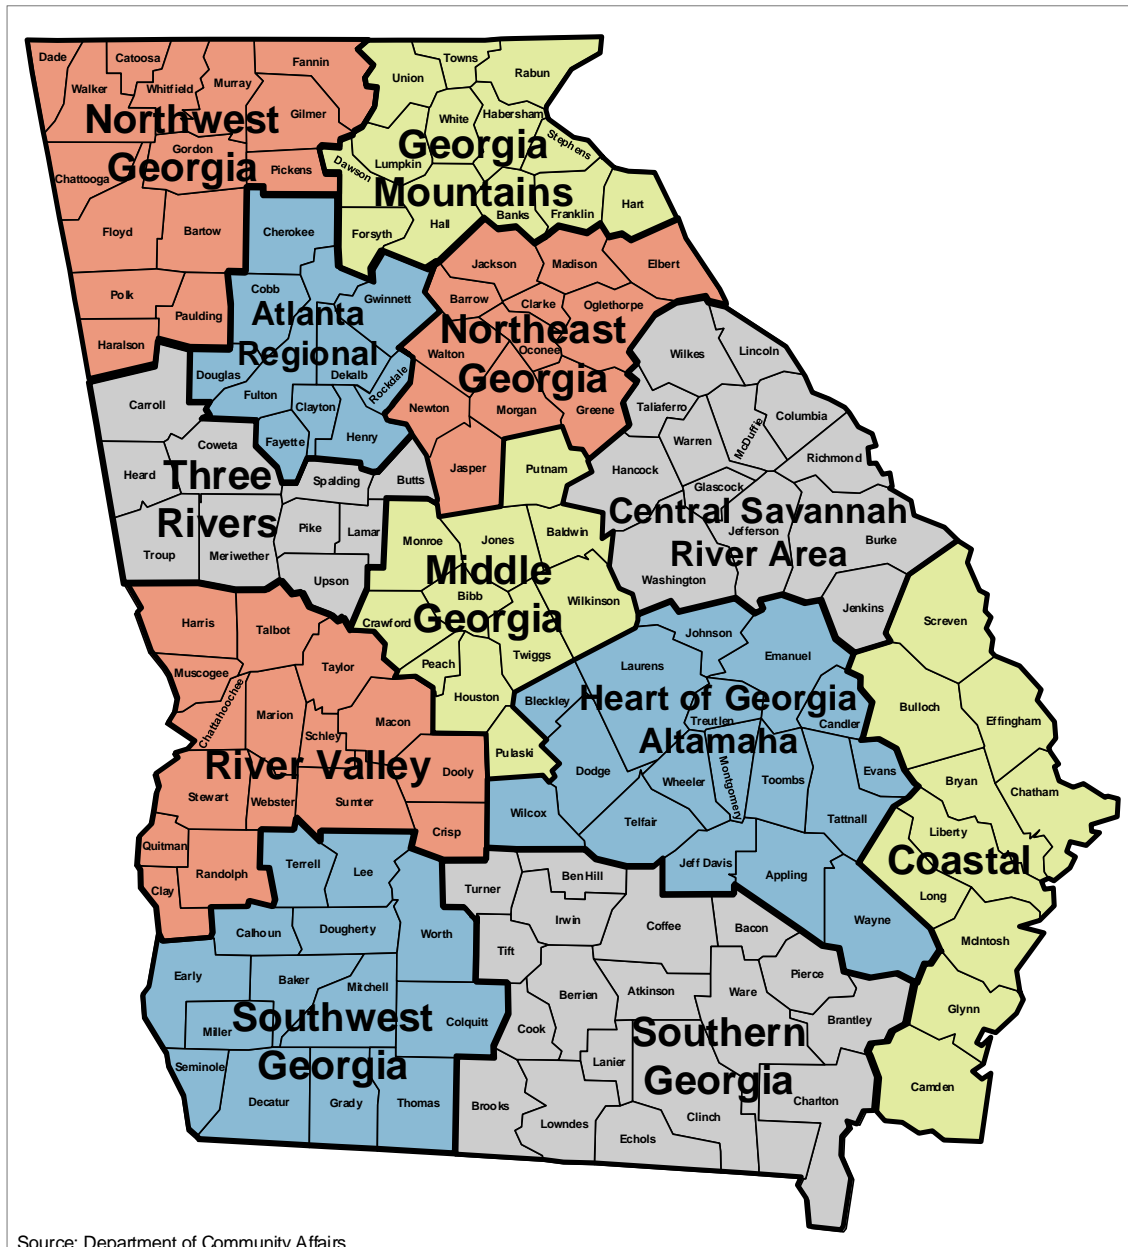 Dade
Catoosa
Fannin
Walker
Whitfield
Murray
Gilmer
Northwest
Georgia
Gordon
Chattooga
Pickens
Floyd
Bartow
Polk
Paulding
Haralson
Union
Towns
Rabun
White
Habersham
Stephens
Georgia
Mountains
Dawson
Lumpkin
Forsyth
Hall
Banks
Franklin
Hart
Cherokee
Cobb
Gwinnett
Atlanta
Regional
Douglas
Fulton
Dekalb
Rockdale
Clayton
Fayette
Henry
Jackson
Madison
Elbert
Barrow
Clarke
Oglethorpe
Northeast
Georgia
Walton
Oconee
Newton
Morgan
Greene
Jasper
Carroll
Coweta
Heard
Three
Rivers
Spalding
Butts
Pike
Lamar
Troup
Meriwether
Upson
Wilkes
Lincoln
Taliaferro
Columbia
Warren
McDuffie
Richmond
Hancock
Glascock
Central Savannah
River Area
Jefferson
Burke
Washington
Jenkins
Putnam
Baldwin
Monroe
Jones
Middle
Georgia
Bibb
Wilkinson
Crawford
Twiggs
Peach
Houston
Pulaski
Harris
Talbot
Taylor
Muscogee
Chattahoochee
Marion
Macon
Schley
River Valley
Dooly
Stewart
Webster
Sumter
Crisp
Quitman
Randolph
Clay
Johnson
Emanuel
Laurens
Bleckley
Heart of Georgia
Altamaha
Treutlen
Candler
Dodge
Wheeler
Montgomery
Toombs
Evans
Wilcox
Telfair
Tattnall
Jeff Davis
Appling
Wayne
Screven
Bulloch
Effingham
Bryan
Chatham
Liberty
Coastal
Long
McIntosh
Glynn
Camden
Terrell
Lee
Calhoun
Dougherty
Worth
Early
Baker
Mitchell
Miller
Southwest
Georgia
Colquitt
Seminole
Decatur
Grady
Thomas
Turner
Ben Hill
Irwin
Coffee
Bacon
Tift
Pierce
Berrien
Atkinson
Ware
Brantley
Cook
Southern
Georgia
Lanier
Brooks
Clinch
Charlton
Lowndes
Echols
Source: Department of Community Affairs